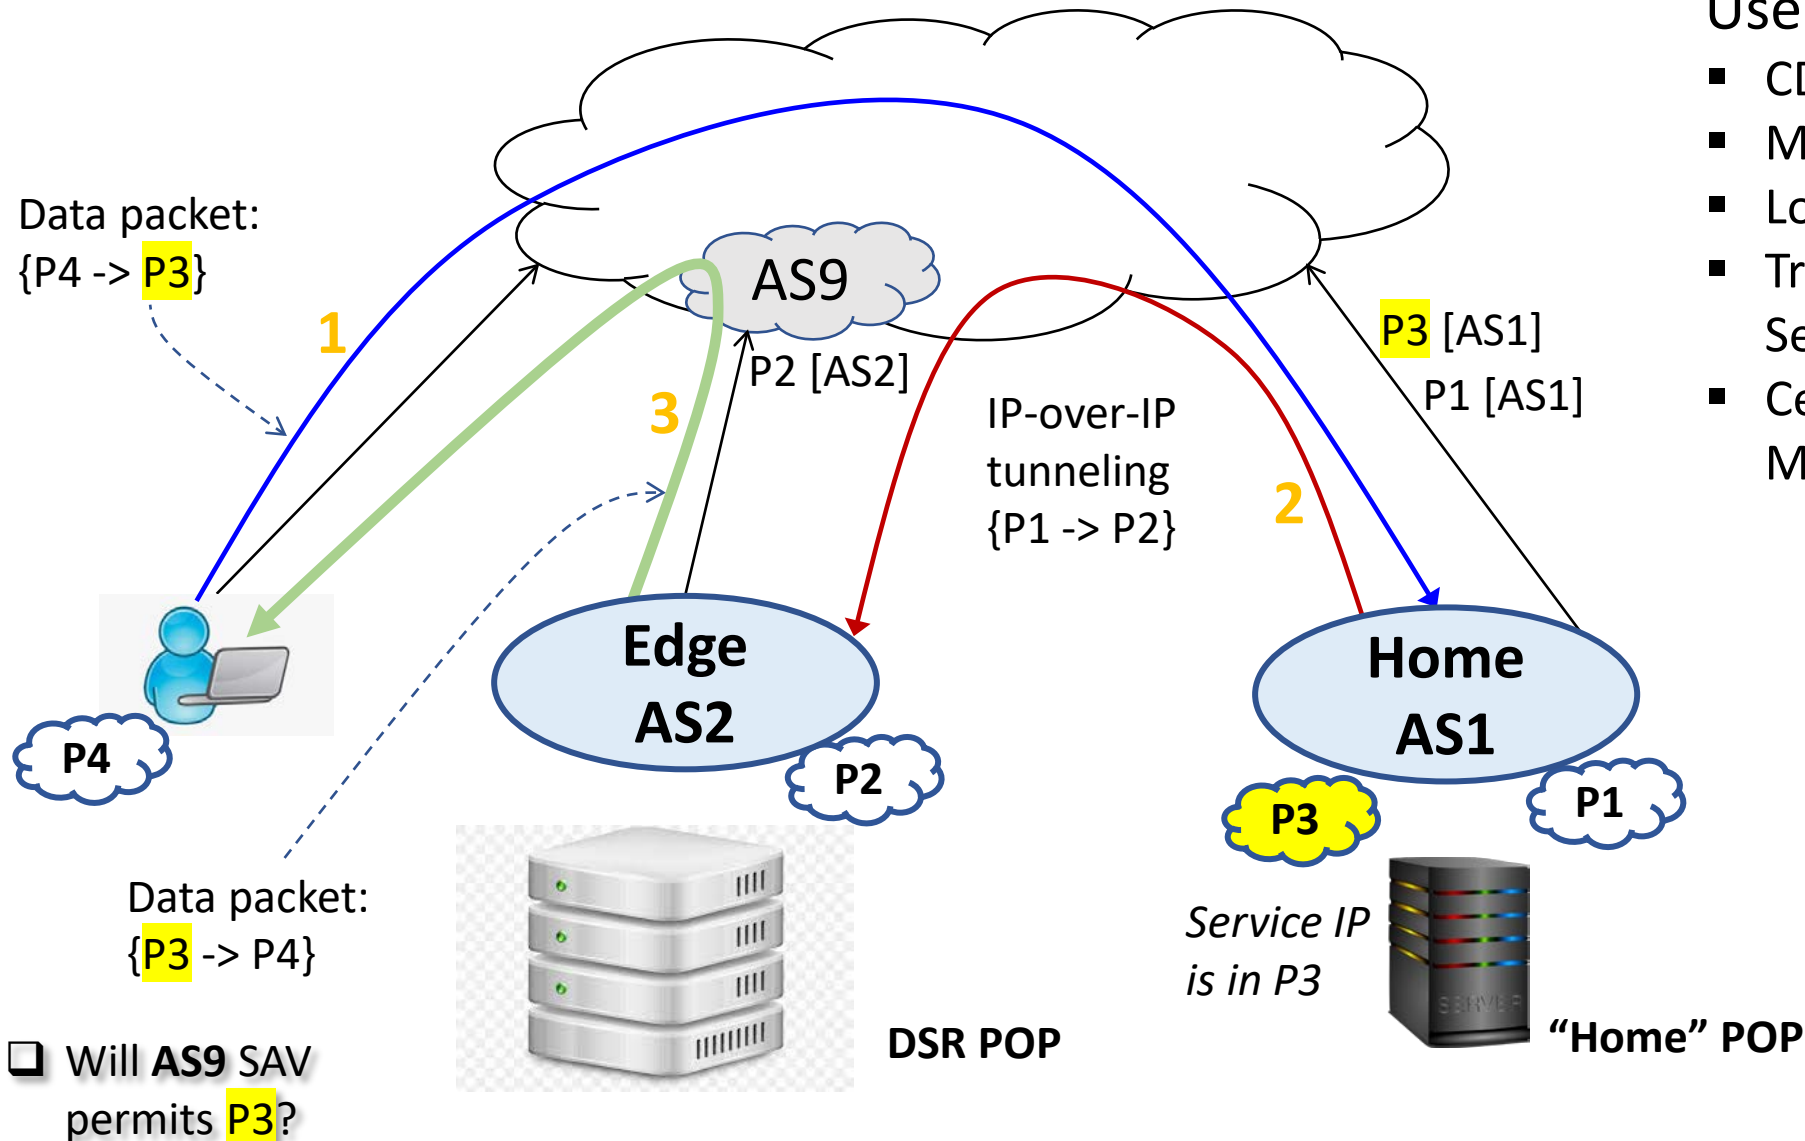 Use
Data packet:
{P4 -> P3}
1
AS9
P2 [AS2]
3
IP-over-IP
tunneling
{P1 -> P2}
2
P3 [AS1]
P1 [AS1]
Edge
AS2
Home
AS1
P4
P2
P3
P1
Data packet:
{P3 -> P4}
Service IP
is in P3
SERVER
DSR POP
“Home” POP
❑ Will AS9 SAV
permits P3?